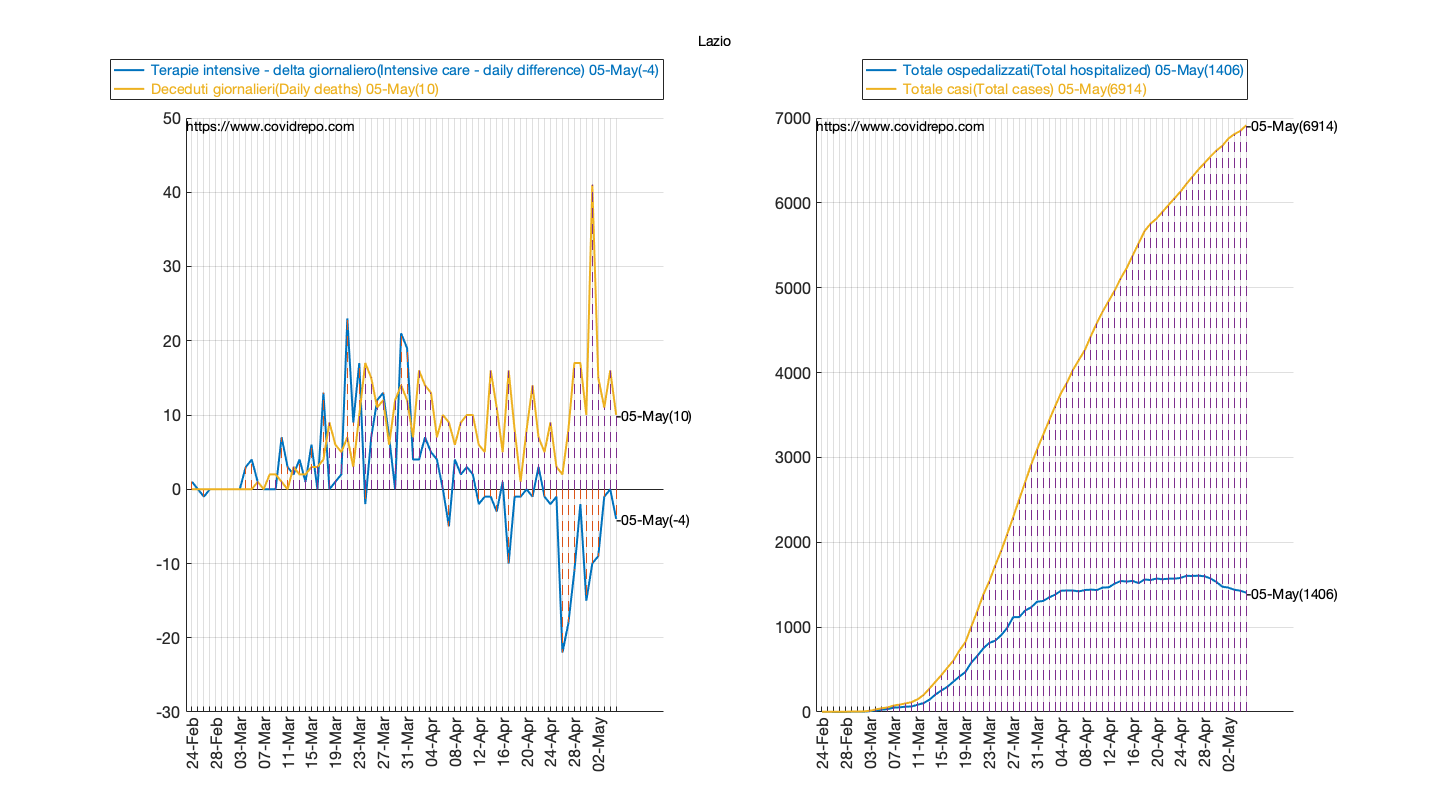 Lazio
Terapie intensive - delta giornaliero(Intensive care - daily difference) 05-May(-4)
Deceduti giornalieri(Daily deaths) 05-May(10)
https://www.covidrepo.com
50
40
30
20
10
0
-10
-20
-30
05-May(10)
05-May(-4)
24-Feb
28-Feb
03-Mar
07-Mar
11-Mar
15-Mar
19-Mar
23-Mar
27-Mar
31-Mar
04-Apr
08-Apr
12-Apr
16-Apr
20-Apr
24-Apr
28-Apr
02-May
Totale ospedalizzati(Total hospitalized) 05-May(1406)
Totale casi(Total cases) 05-May(6914)
https://www.covidrepo.com
7000
6000
5000
4000
3000
2000
1000
0
05-May(6914)
05-May(1406)
24-Feb
28-Feb
03-Mar
07-Mar
11-Mar
15-Mar
19-Mar
23-Mar
27-Mar
31-Mar
04-Apr
08-Apr
12-Apr
16-Apr
20-Apr
24-Apr
28-Apr
02-May